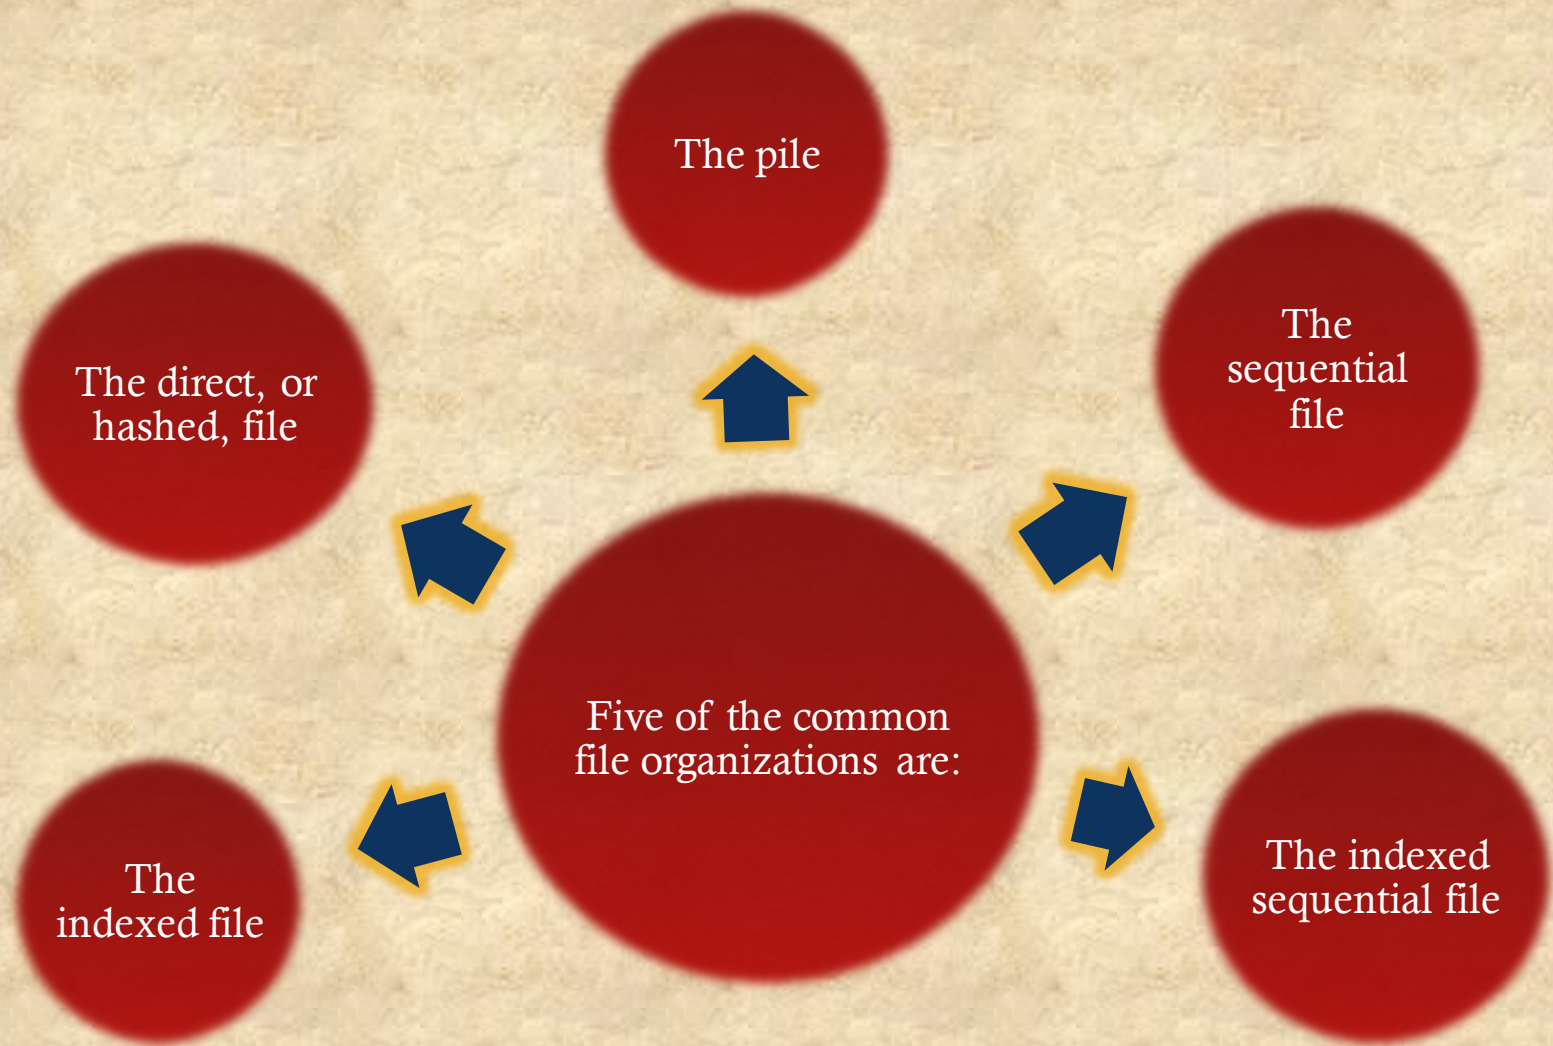 The pile
The
sequential
file
The direct, or
hashed, file
Five of the common
file organizations are:
The indexed
sequential file
The
indexed file